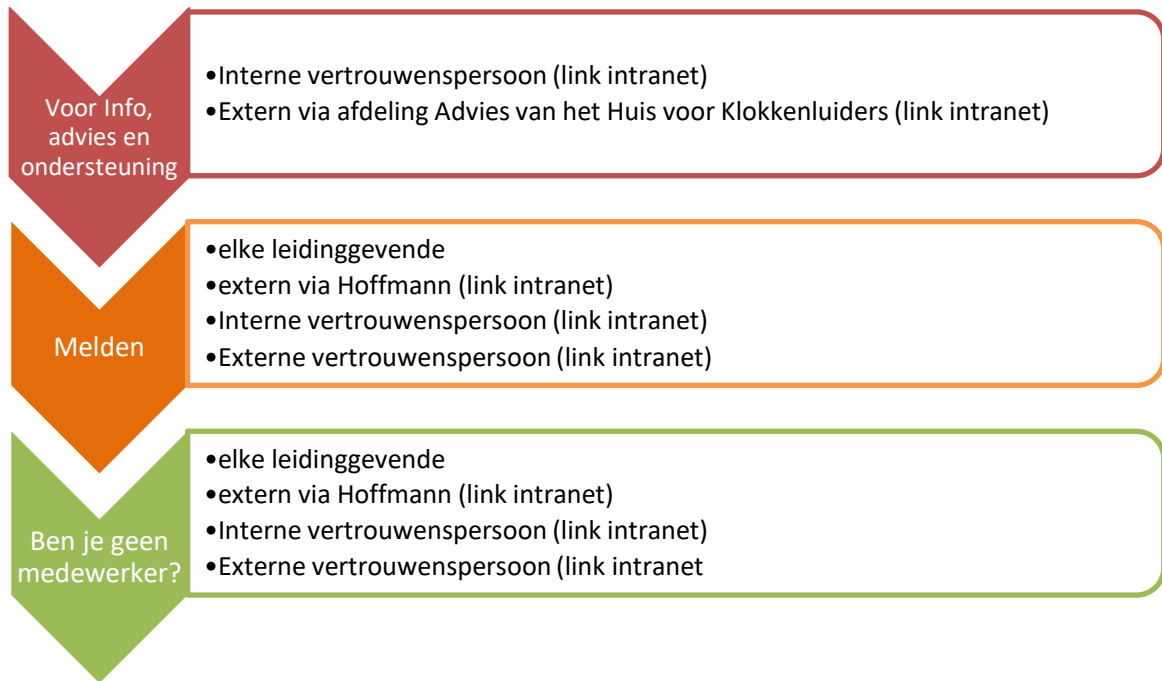 Voor Info,
advies en
ondersteuning
•Interne vertrouwenspersoon (link intranet)
•Extern via afdeling Advies van het Huis voor Klokkenluiders (link intranet)
Melden
•elke leidinggevende
•extern via Hoffmann (link intranet)
•Interne vertrouwenspersoon (link intranet)
•Externe vertrouwenspersoon (link intranet)
Ben je geen
medewerker?
•elke leidinggevende
•extern via Hoffmann (link intranet)
•Interne vertrouwenspersoon (link intranet)
•Externe vertrouwenspersoon (link intranet